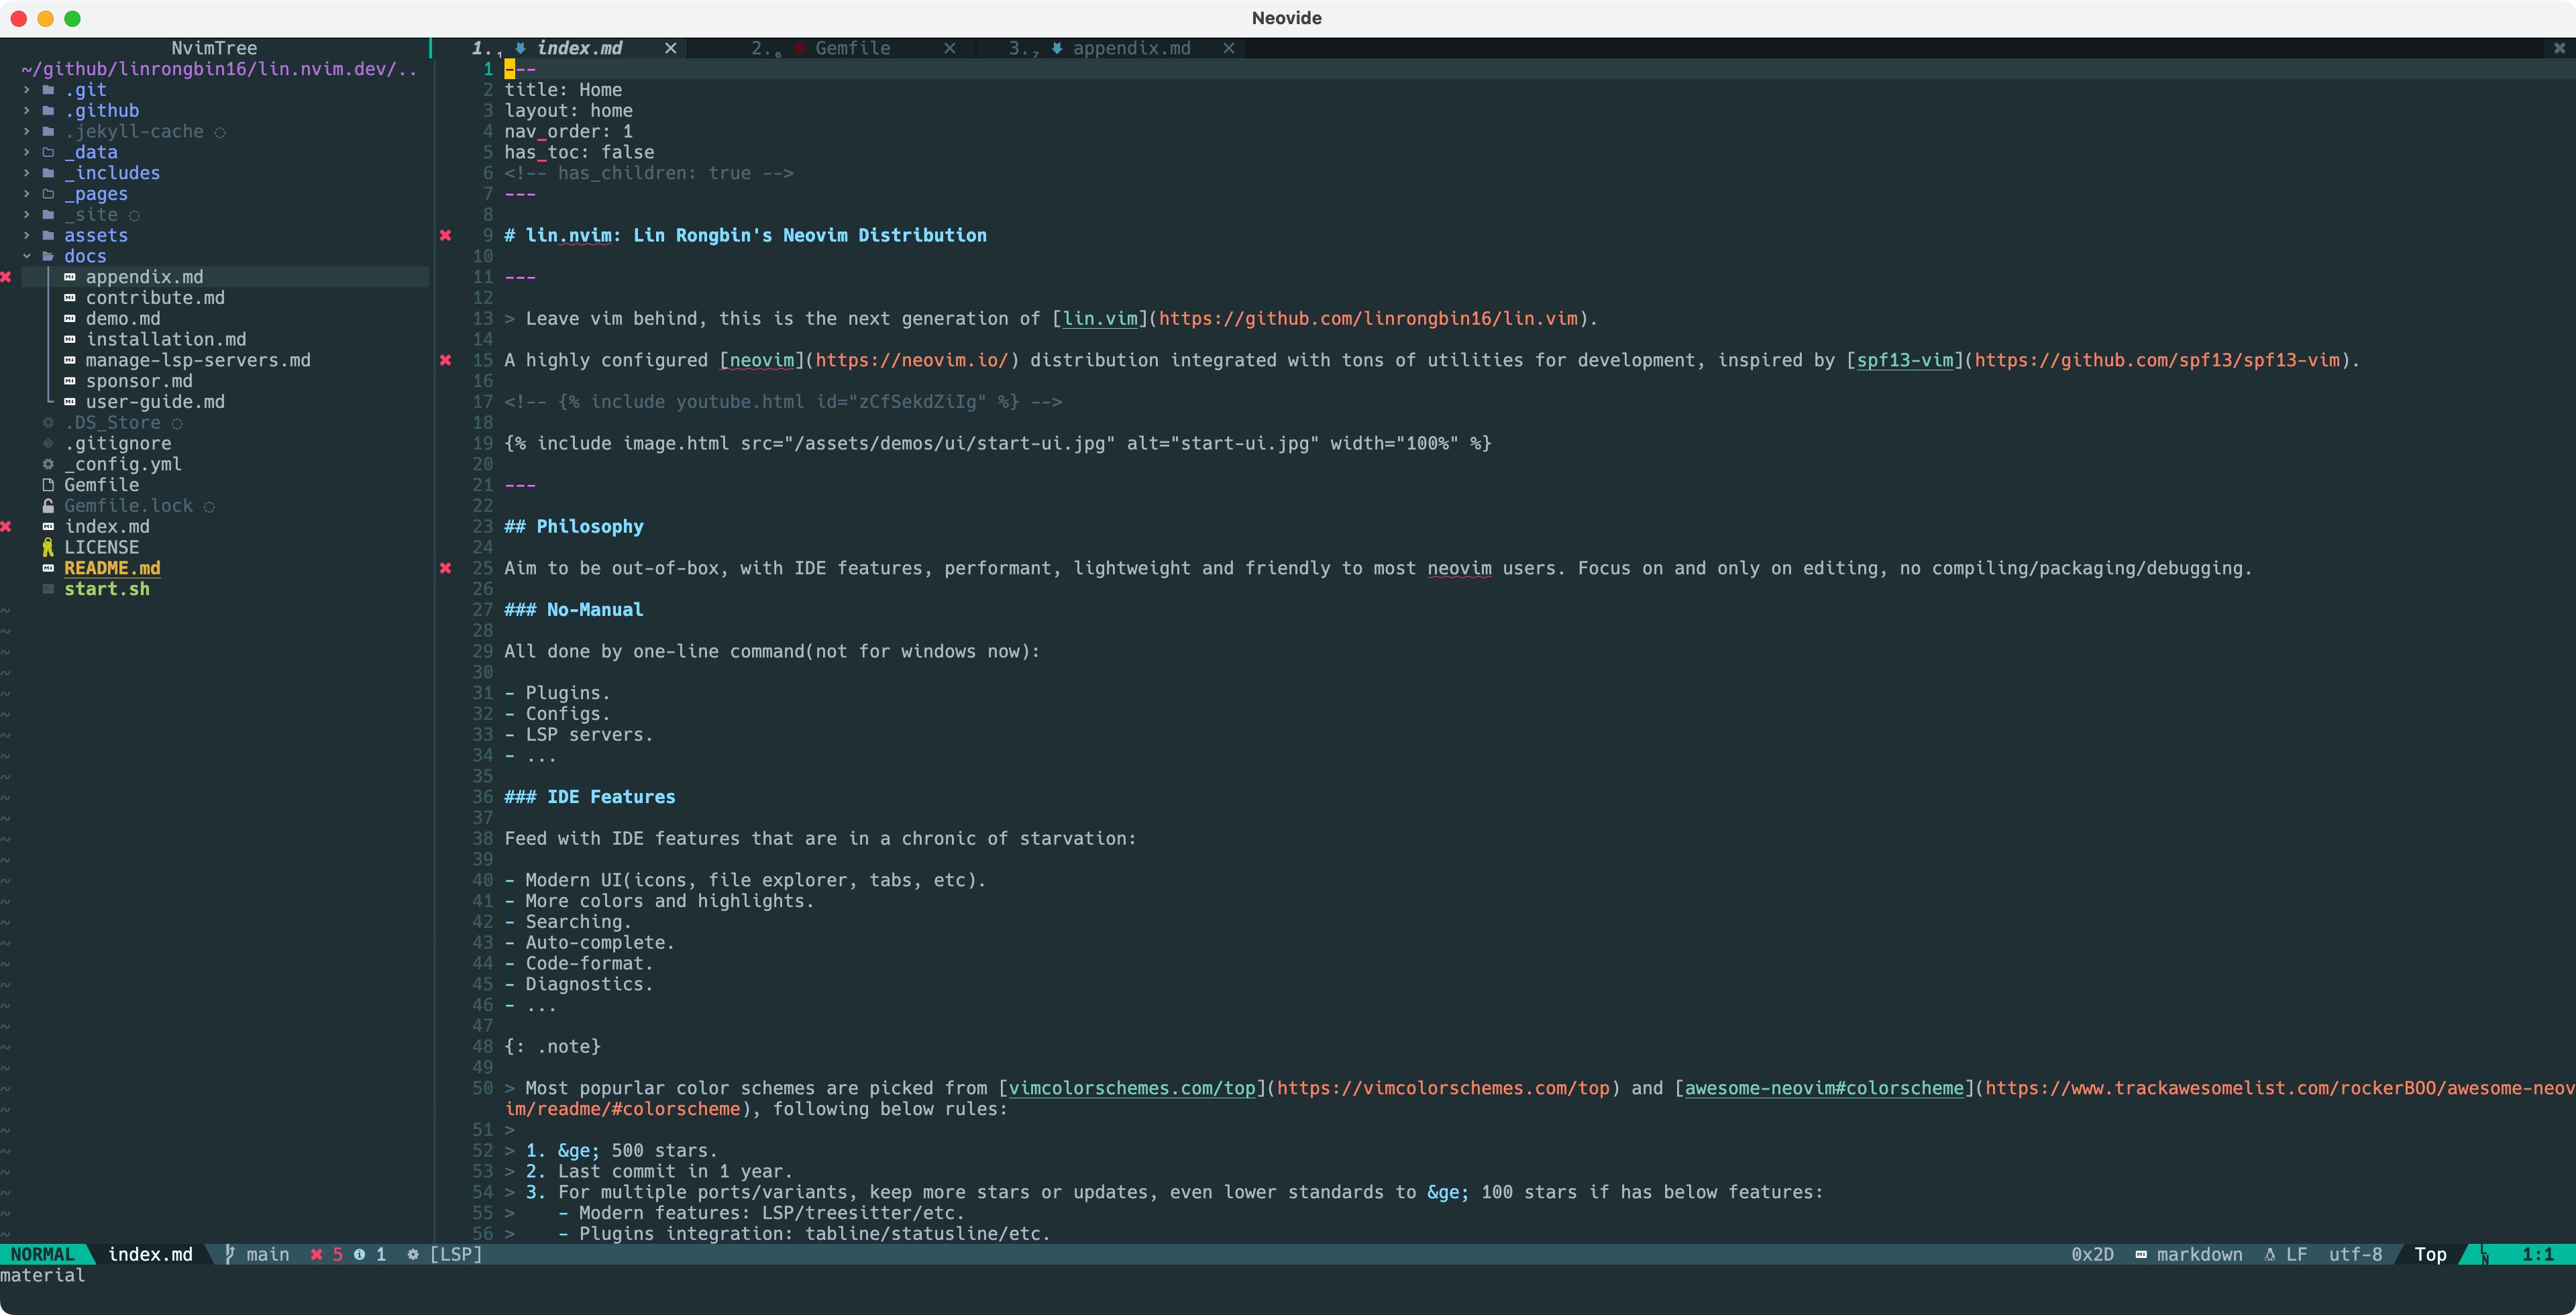 Neovide
NvimTree
~/github/linrongbin16/lin.nvim.dev/..
.git
.github
.jekyll-cache
_data
_includes
_pages
_site
assets
docs
appendix.md
contribute.md
demo.md
installation.md
manage-lsp-servers.md
sponsor.md
user-guide.md
.DS_Store
.gitignore
_config.yml
Gemfile
Gemfile.lock
index.md
LICENSE
README.md
start.sh
1.₁ index.md ✕ 2.₆ Gemfile ✕ 3.₇ appendix.md ✕
1 ---
2 title: Home
3 layout: home
4 nav_order: 1
5 has_toc: false
6 <!-- has_children: true -->
7 ---
8
9 # lin.nvim: Lin Rongbin's Neovim Distribution
10
11 ---
12
13 > Leave vim behind, this is the next generation of [lin.vim](https://github.com/linrongbin16/lin.vim).
14
15 A highly configured [neovim](https://neovim.io/) distribution integrated with tons of utilities for development, inspired by [spf13-vim](https://github.com/spf13/spf13-vim).
16
17 <!-- {% include youtube.html id="zCfSekdZiIg" %} -->
18
19 {% include image.html src="/assets/demos/ui/start-ui.jpg" alt="start-ui.jpg" width="100%" %}
20
21 ---
22
23 ## Philosophy
24
25 Aim to be out-of-box, with IDE features, performant, lightweight and friendly to most neovim users. Focus on and only on editing, no compiling/packaging/debugging.
26
27 ### No-Manual
28
29 All done by one-line command(not for windows now):
30
31 - Plugins.
32 - Configs.
33 - LSP servers.
34 - ...
35
36 ### IDE Features
37
38 Feed with IDE features that are in a chronic of starvation:
39
40 - Modern UI(icons, file explorer, tabs, etc).
41 - More colors and highlights.
42 - Searching.
43 - Auto-complete.
44 - Code-format.
45 - Diagnostics.
46 - ...
47
48 {: .note}
49
50 > Most popurlar color schemes are picked from [vimcolorschemes.com/top](https://vimcolorschemes.com/top) and [awesome-neovim#colorscheme](https://www.trackawesomelist.com/rockerBOO/awesome-neov
im/readme/#colorscheme), following below rules:
51 >
52 > 1. &ge; 500 stars.
53 > 2. Last commit in 1 year.
54 > 3. For multiple ports/variants, keep more stars or updates, even lower standards to &ge; 100 stars if has below features:
55 > - Modern features: LSP/treesitter/etc.
56 > - Plugins integration: tabline/statusline/etc.
NORMAL index.md main 5 1 [LSP] 0x2D markdown LF utf-8 Top 1:1
material